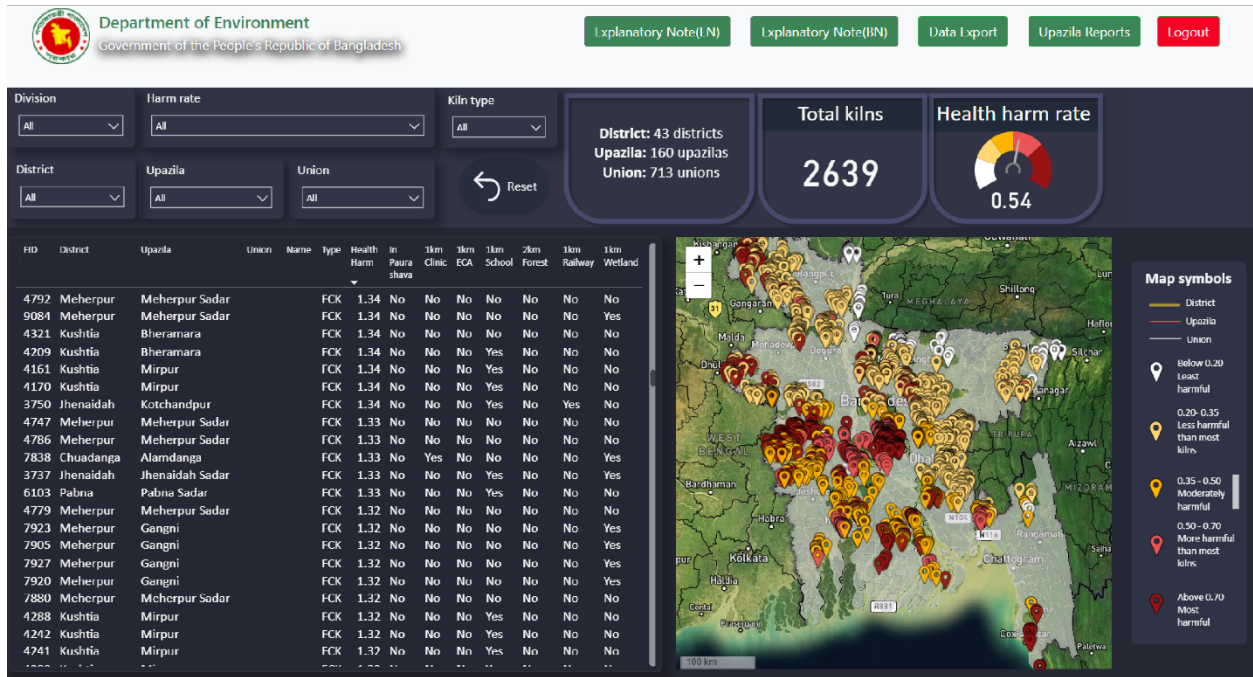 Department of Environment
Government of the People's Republic of Bangladesh
Explanatory Note(EN)
Explanatory Note(BN)
Data Export
Upazila Reports
Logout
Division
All
Harm rate
All
Kiln type
All
District
All
Upazila
All
Union
All
Reset
District: 43 districts
Upazila: 160 upazilas
Union: 713 unions
Total kilns
2639
Health harm rate
0.54
FID District Upazila Union Name Type Health Harm In Paura shava 1km Clinic 1km ECA 1km School 2km Forest 1km Railway 1km Wetland
4792 Meherpur Meherpur Sadar FCK 1.34 No No No No No No No
9084 Meherpur Meherpur Sadar FCK 1.34 No No No No No No Yes
4321 Kushtia Bheramara FCK 1.34 No No No No No No No
4209 Kushtia Bheramara FCK 1.34 No No No Yes No No No
4161 Kushtia Mirpur FCK 1.34 No No No Yes No No No
4170 Kushtia Mirpur FCK 1.34 No No No Yes No No No
3750 Jhenaidah Kotchandpur FCK 1.34 No No No Yes No Yes No
4747 Meherpur Meherpur Sadar FCK 1.33 No No No No No No No
4786 Meherpur Meherpur Sadar FCK 1.33 No No No No No No No
7838 Chuadanga Alamdanga FCK 1.33 No Yes No No No No Yes
3737 Jhenaidah Jhenaidah Sadar FCK 1.33 No No No Yes No No Yes
6103 Pabna Pabna Sadar FCK 1.33 No No No Yes No No No
4779 Meherpur Meherpur Sadar FCK 1.32 No No No No No No No
7923 Meherpur Gangni FCK 1.32 No No No No No No Yes
7905 Meherpur Gangni FCK 1.32 No No No No No No Yes
7927 Meherpur Gangni FCK 1.32 No No No No No No Yes
7920 Meherpur Gangni FCK 1.32 No No No No No No Yes
7880 Meherpur Meherpur Sadar FCK 1.32 No No No No No No No
4288 Kushtia Mirpur FCK 1.32 No No No Yes No No No
4242 Kushtia Mirpur FCK 1.32 No No No Yes No No No
4241 Kushtia Mirpur FCK 1.32 No No No Yes No No No
+
−
Shillong
Tura
MEGHALAYA
31
Malda
Silchar
WEST
BENGAL
TRIPURA
Aizawl
MIZORAM
Bardhaman
Habra
N104
N116
Rangamati
Kolkata
Chattogram
Haldia
Contai
R881
Paletwa
100 km
Map symbols
District
Upazila
Union
Below 0.20
Least
harmful
0.20- 0.35
Less harmful
than most
kilns
0.35 - 0.50
Moderately
harmful
0.50 - 0.70
More harmful
than most
kilns
Above 0.70
Most
harmful